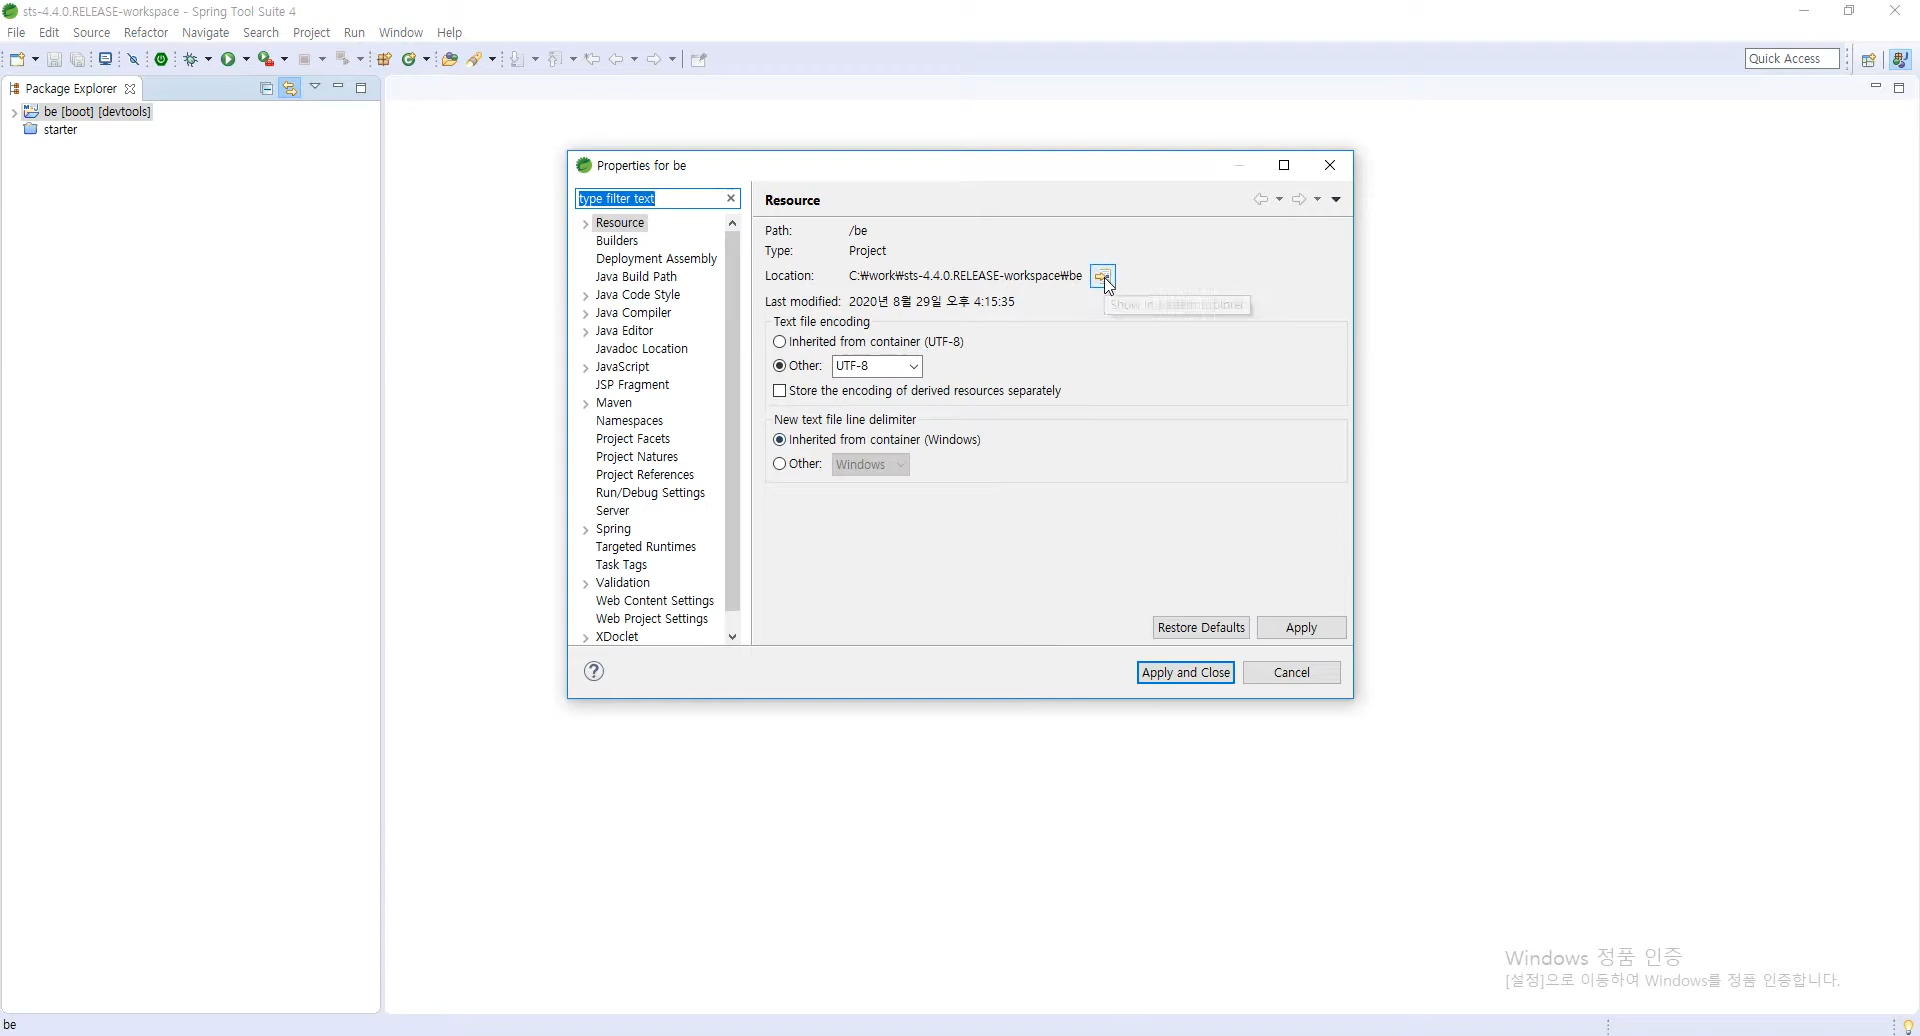 sts-4.4.0.RELEASE-workspace - Spring Tool Suite 4
File Edit Source Refactor Navigate Search Project Run Window Help
Quick Access
Package Explorer
be [boot] [devtools]
starter
Properties for be
type filter text
Resource
Builders
Deployment Assembly
Java Build Path
Java Code Style
Java Compiler
Java Editor
Javadoc Location
JavaScript
JSP Fragment
Maven
Namespaces
Project Facets
Project Natures
Project References
Run/Debug Settings
Server
Spring
Targeted Runtimes
Task Tags
Validation
Web Content Settings
Web Project Settings
XDoclet
Resource
Path: /be
Type: Project
Location: C:₩work₩sts-4.4.0.RELEASE-workspace₩be
Show In System Explorer
Last modified: 2020년 8월 29일 오후 4:15:35
Text file encoding
Inherited from container (UTF-8)
Other: UTF-8
Store the encoding of derived resources separately
New text file line delimiter
Inherited from container (Windows)
Other: Windows
Restore Defaults Apply
Apply and Close Cancel
Windows 정품 인증
[설정]으로 이동하여 Windows를 정품 인증합니다.
be